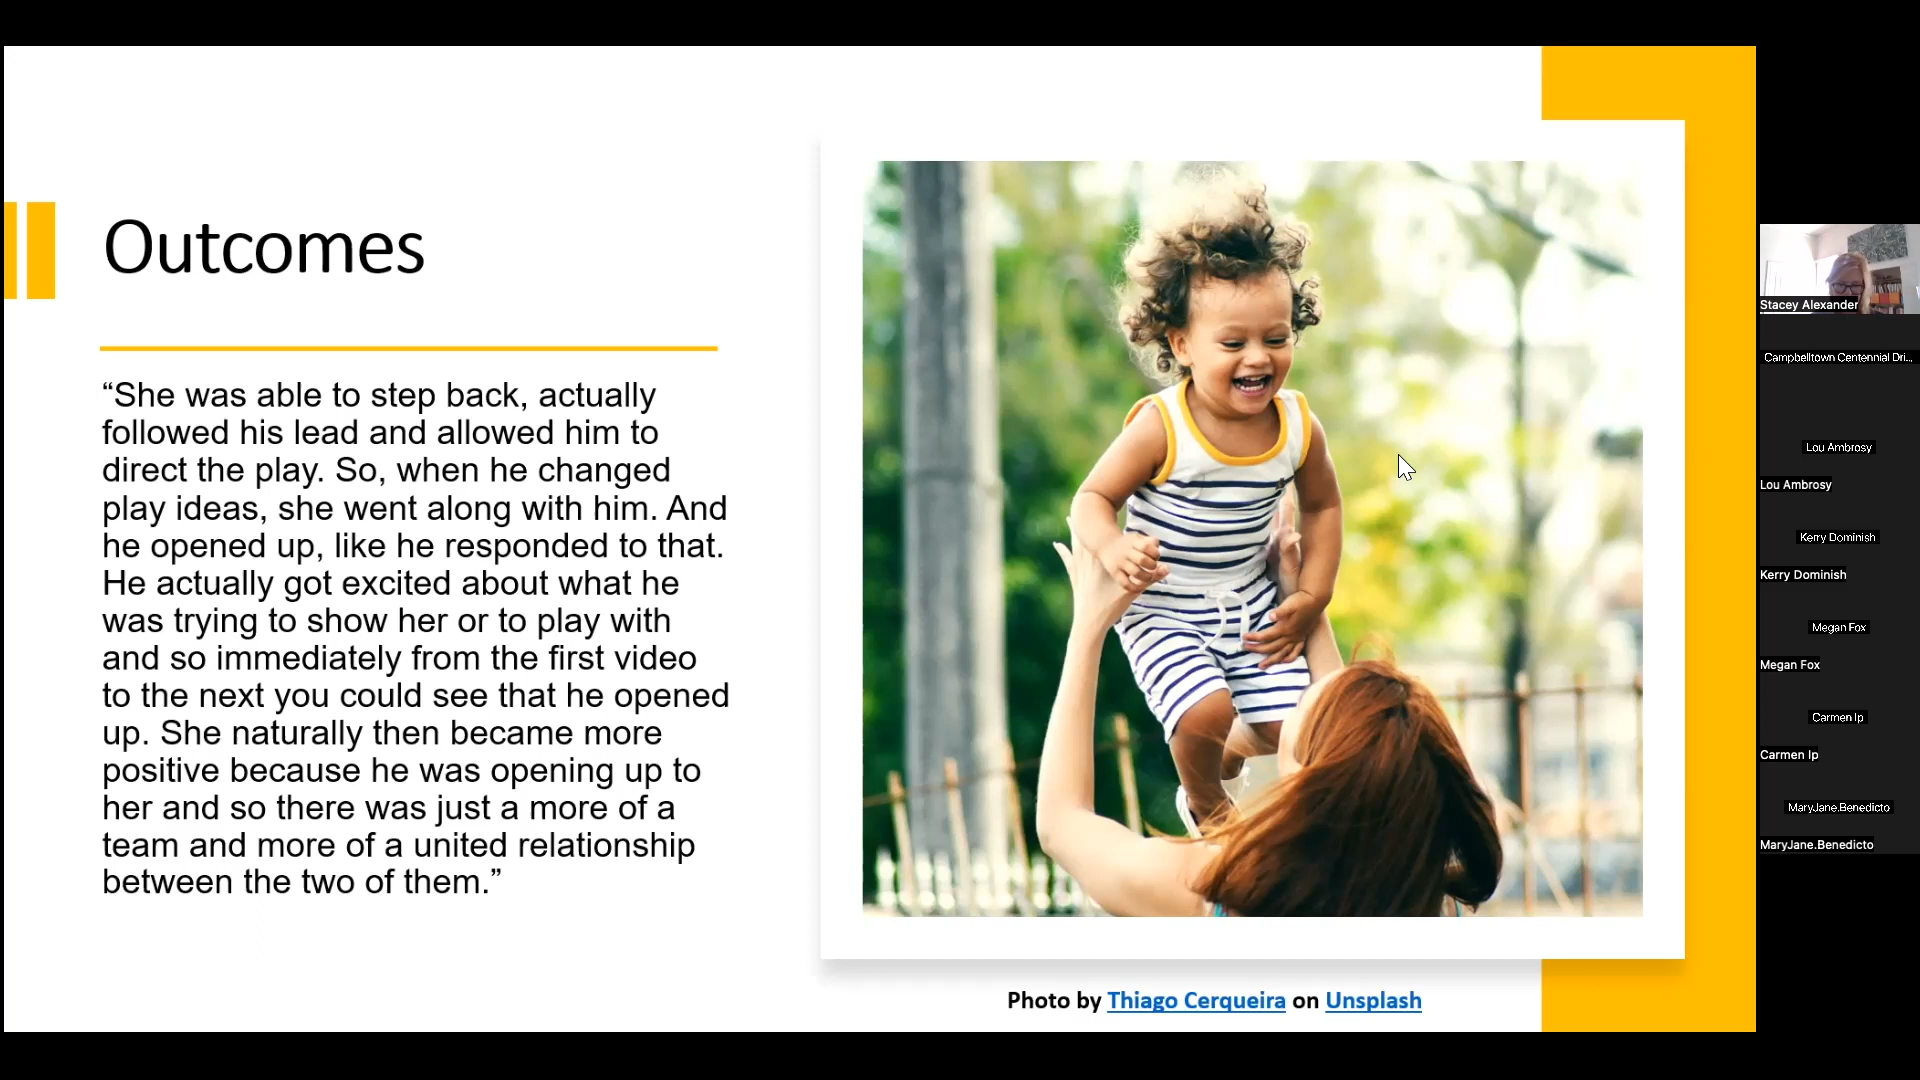 Outcomes
“She was able to step back, actually
followed his lead and allowed him to
direct the play. So, when he changed
play ideas, she went along with him. And
he opened up, like he responded to that.
He actually got excited about what he
was trying to show her or to play with
and so immediately from the first video
to the next you could see that he opened
up. She naturally then became more
positive because he was opening up to
her and so there was just a more of a
team and more of a united relationship
between the two of them.”
Photo by Thiago Cerqueira on Unsplash
Stacey Alexander
Campbelltown Centennial Dri...
Lou Ambrosy
Lou Ambrosy
Kerry Dominish
Kerry Dominish
Megan Fox
Megan Fox
Carmen Ip
Carmen Ip
MaryJane.Benedicto
MaryJane.Benedicto